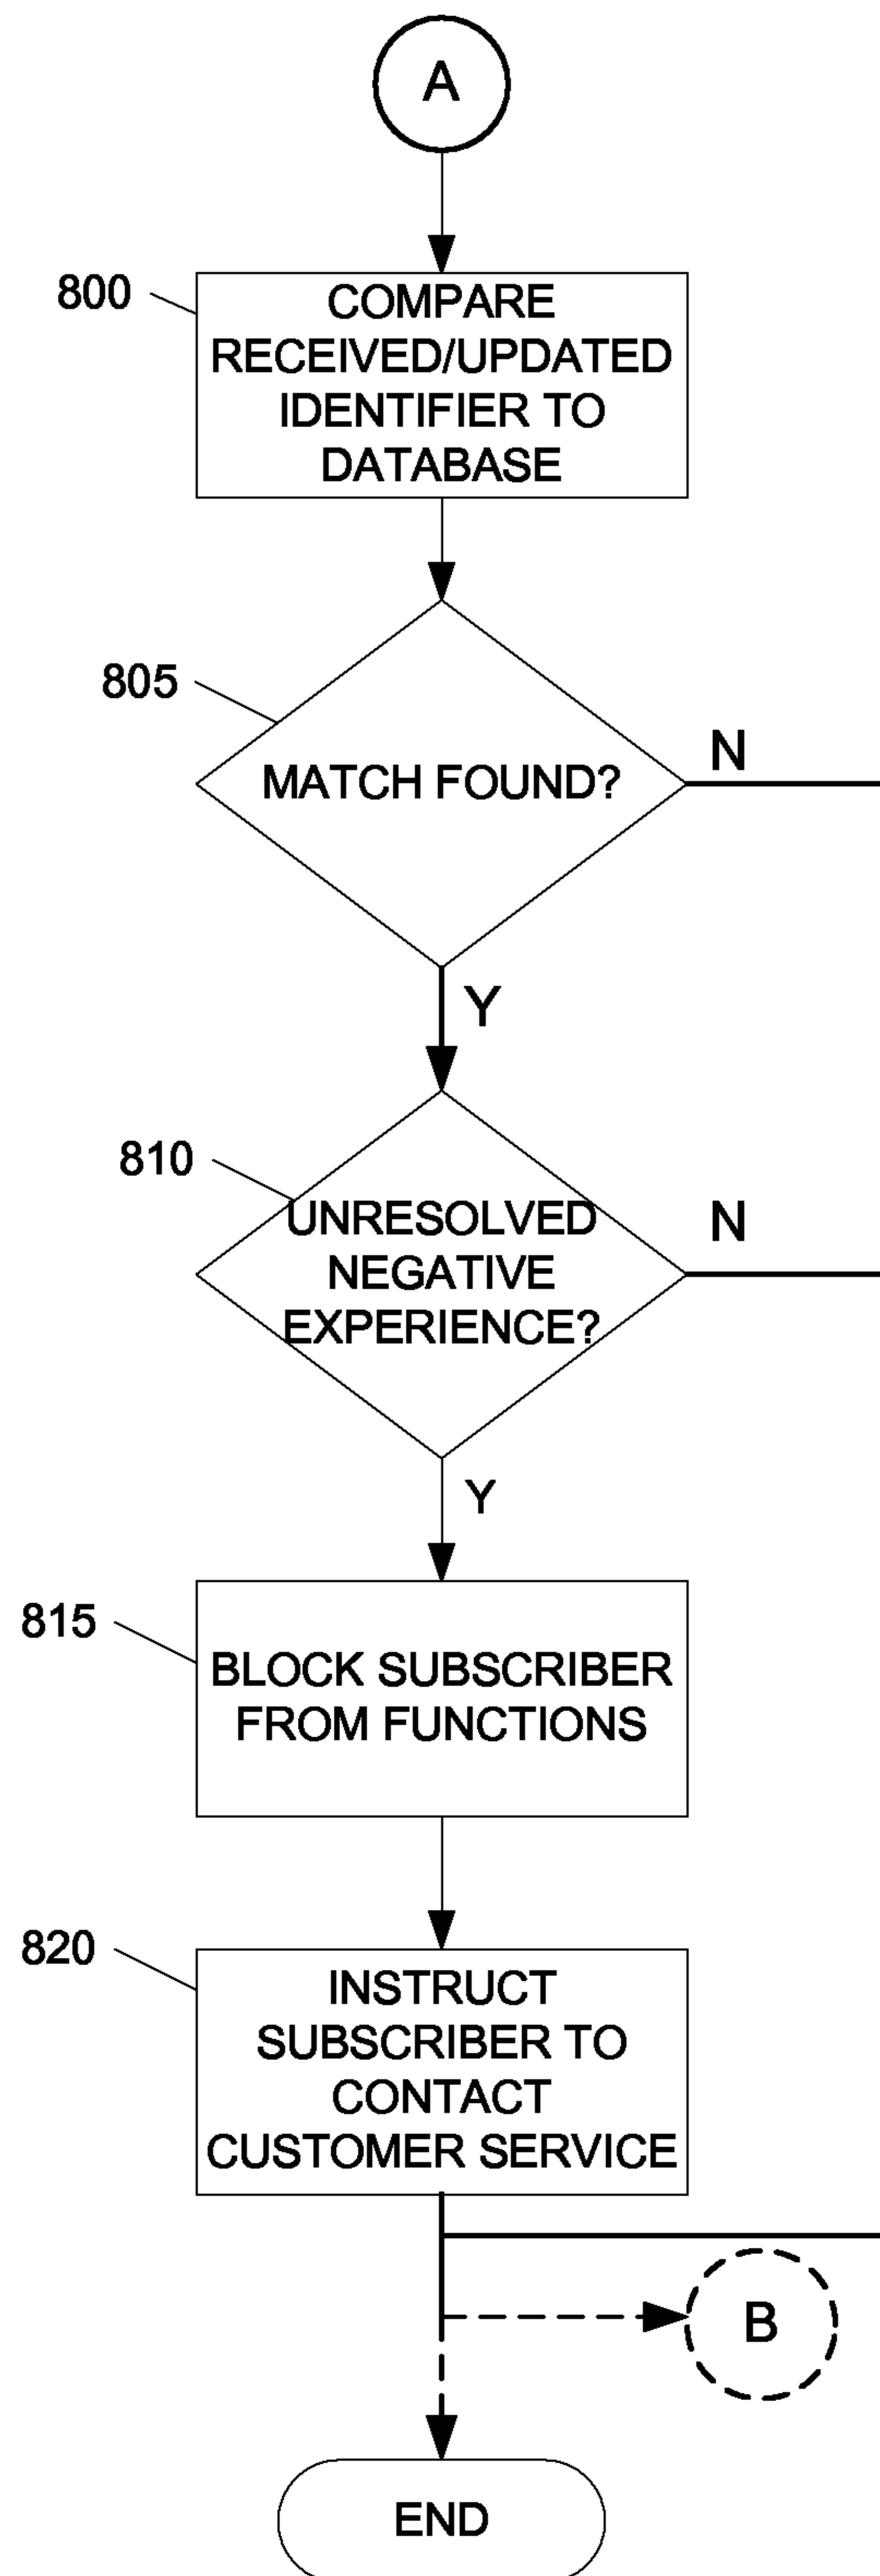 A
800
COMPARE
RECEIVED/UPDATED
IDENTIFIER TO
DATABASE
805
MATCH FOUND?
N
Y
810
UNRESOLVED
NEGATIVE
EXPERIENCE?
N
Y
815
BLOCK SUBSCRIBER
FROM FUNCTIONS
820
INSTRUCT
SUBSCRIBER TO
CONTACT
CUSTOMER SERVICE
B
END